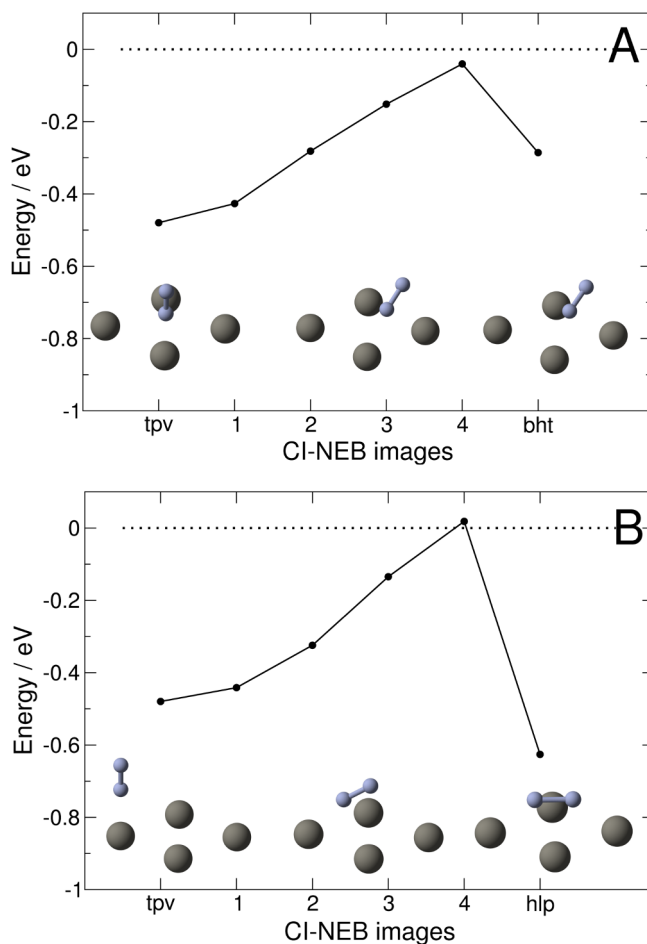 A
0
-0.2
-0.4
-0.6
-0.8
-1
Energy / eV
tpv 1 2 3 4 bht
CI-NEB images
B
0
-0.2
-0.4
-0.6
-0.8
-1
Energy / eV
tpv 1 2 3 4 hlp
CI-NEB images